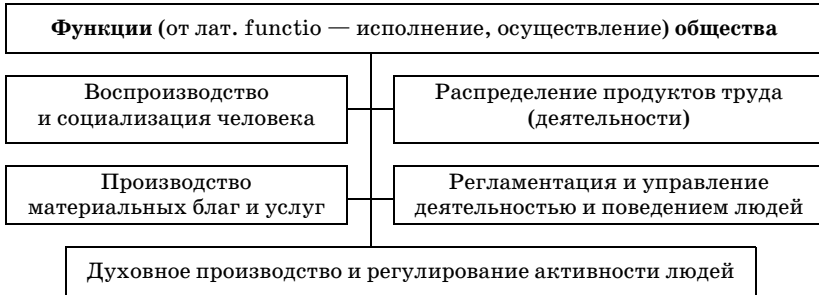 Функции (от лат. functio — исполнение, осуществление) общества
Воспроизводство
и социализация человека
Распределение продуктов труда
(деятельности)
Производство
материальных благ и услуг
Регламентация и управление
деятельностью и поведением людей
Духовное производство и регулирование активности людей